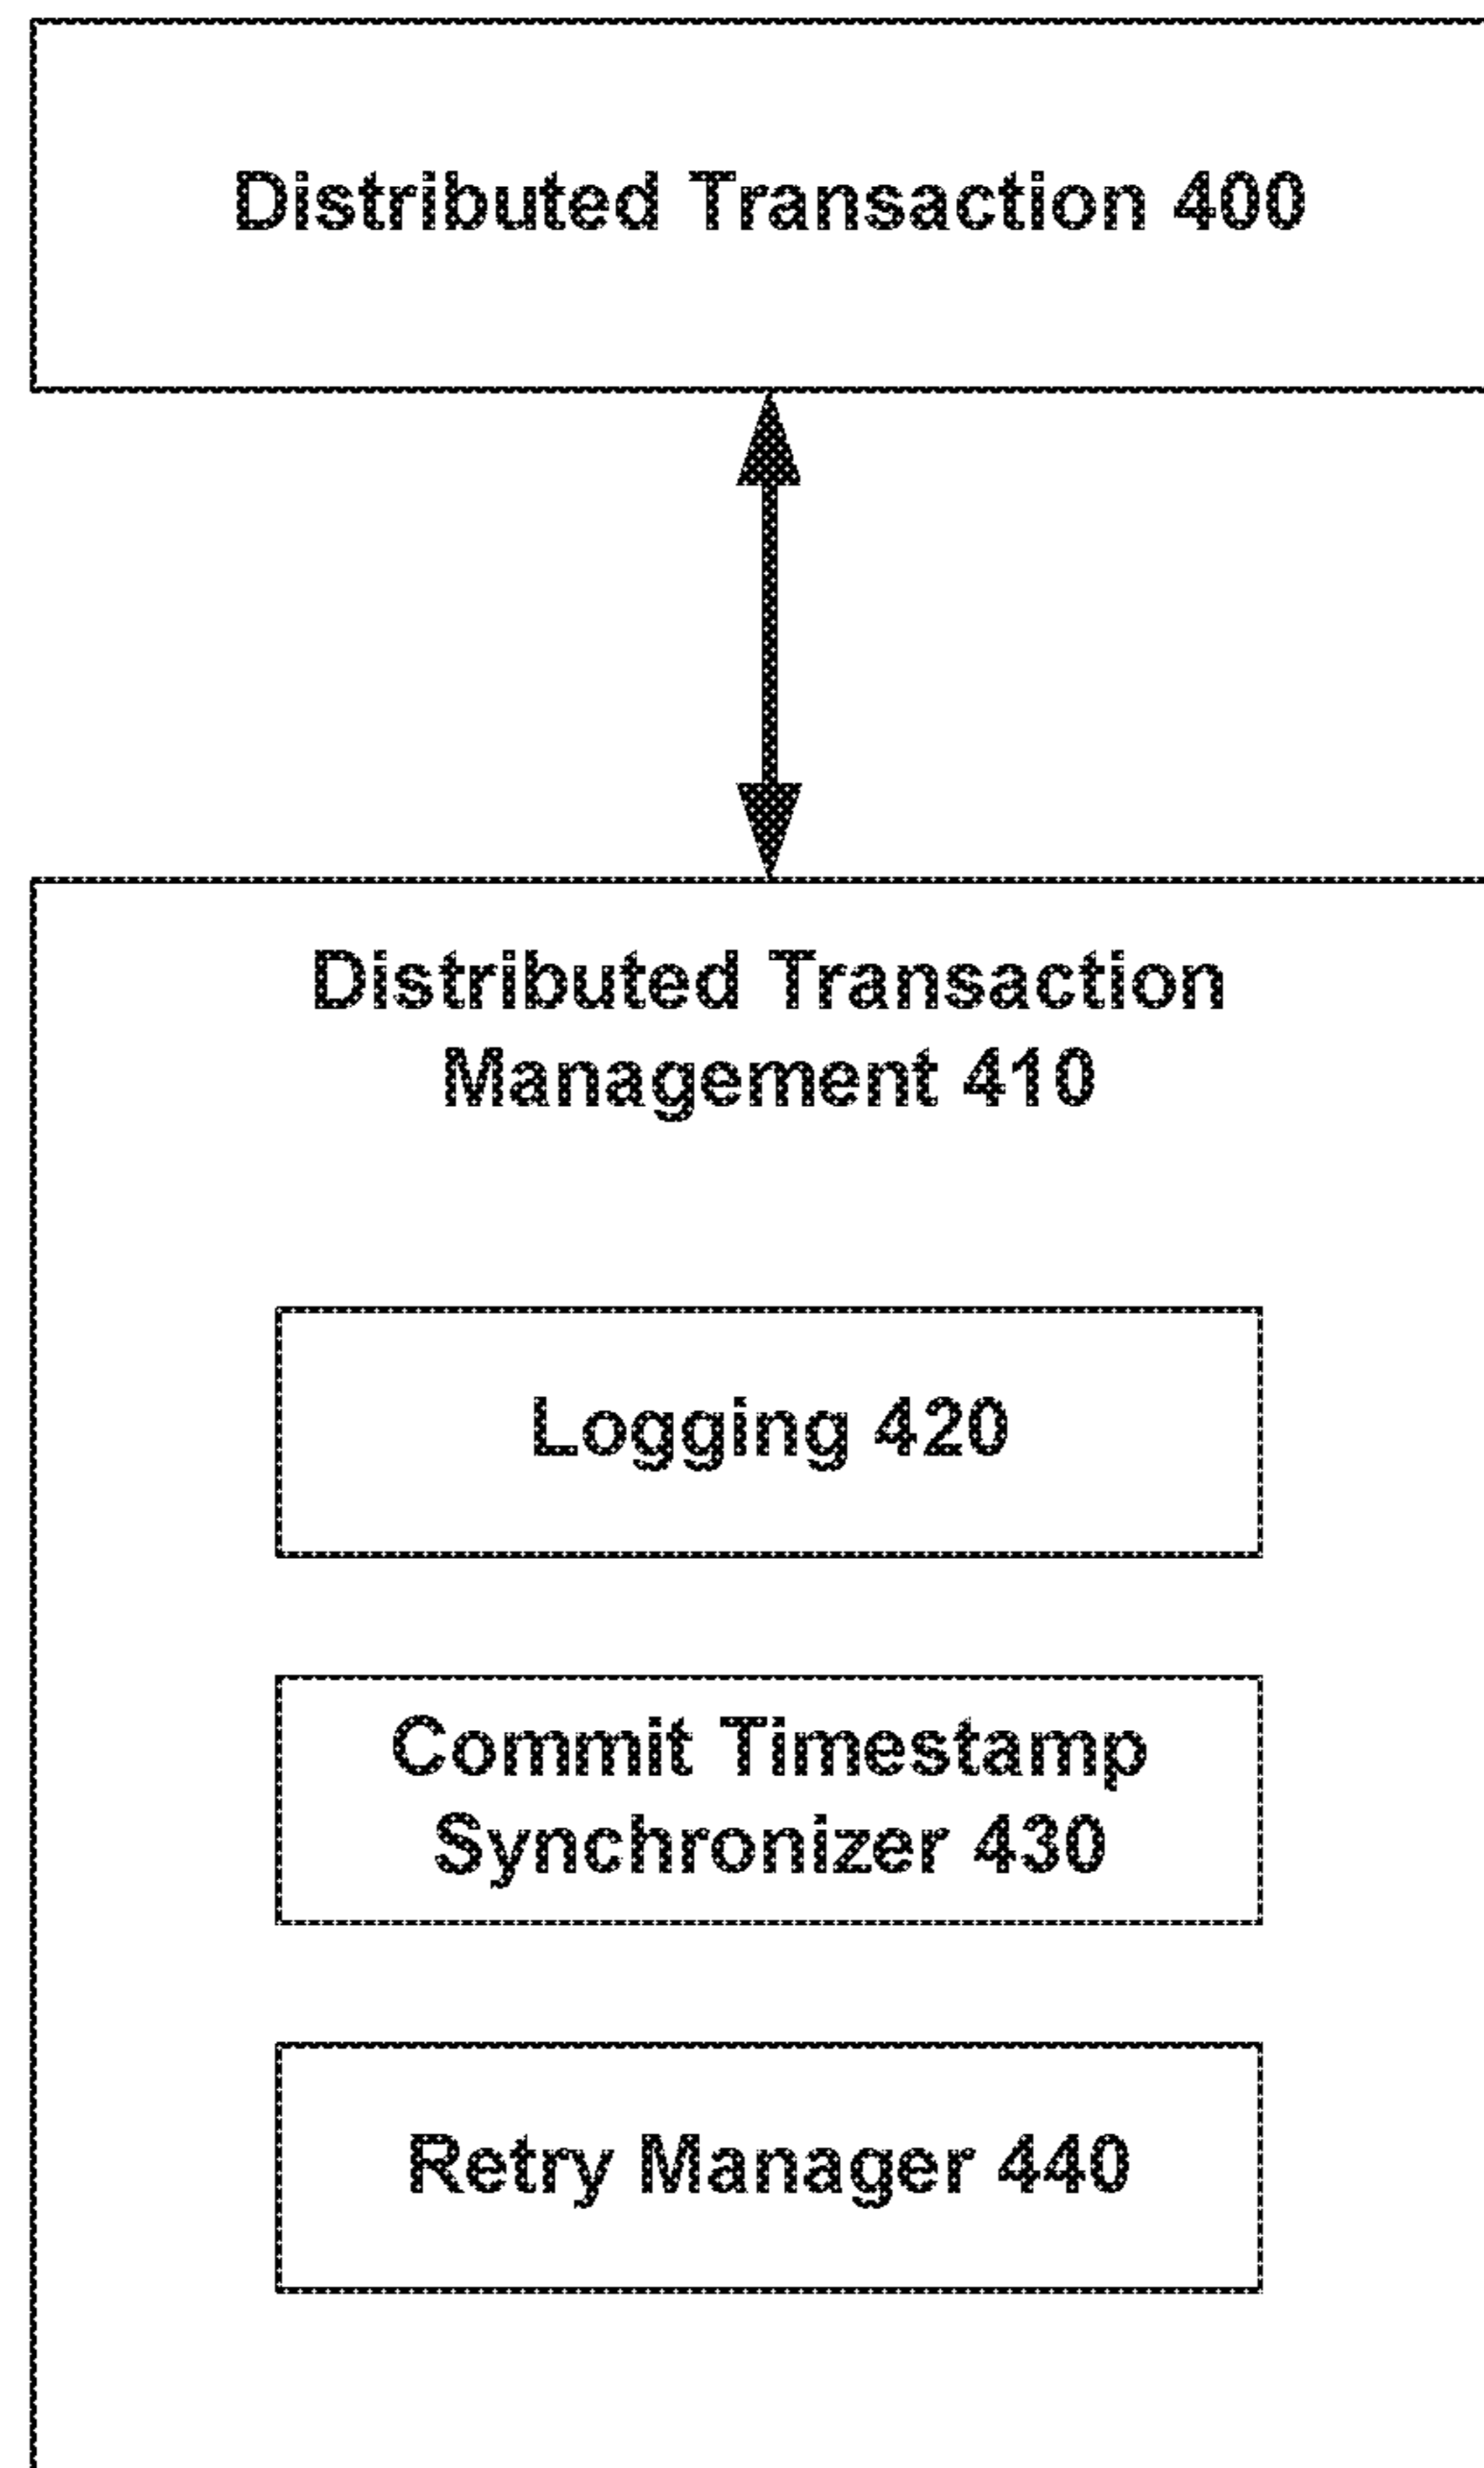 Distributed Transaction 400
Distributed Transaction
Management 410
Logging 420
Commit Timestamp
Synchronizer 430
Retry Manager 440